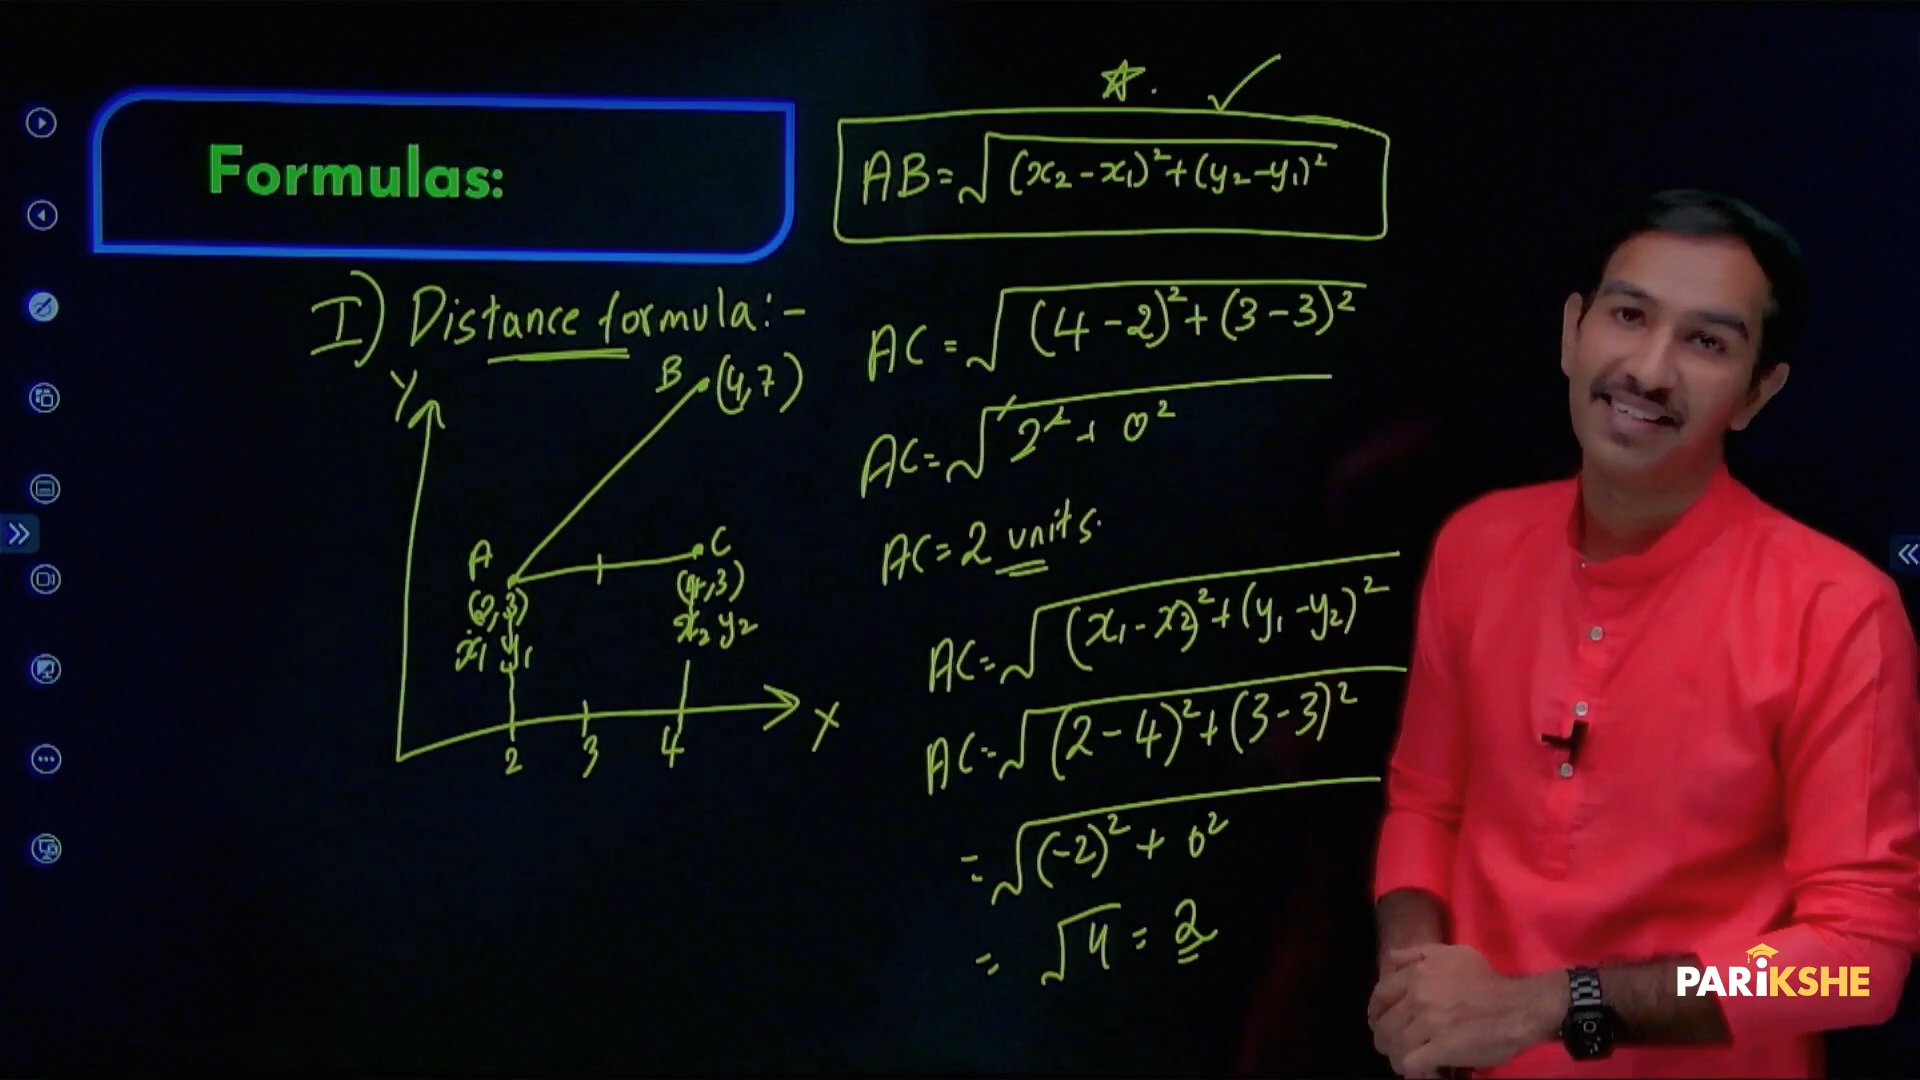 Formulas:
☆.
✓
AB=√(x₂-x₁)²+(y₂-y₁)²
I) Distance formula:-
Y
B
(4,7)
A
(2,3)
x₁ y₁
C
(4,3)
x₂ y₂
2
3
4
X
AC=√(4-2)²+(3-3)²
AC=√2²+0²
AC=2 units.
AC=√(x₁-x₂)²+(y₁-y₂)²
AC=√(2-4)²+(3-3)²
=√(-2)²+0²
=√4=2
PARiKSHE